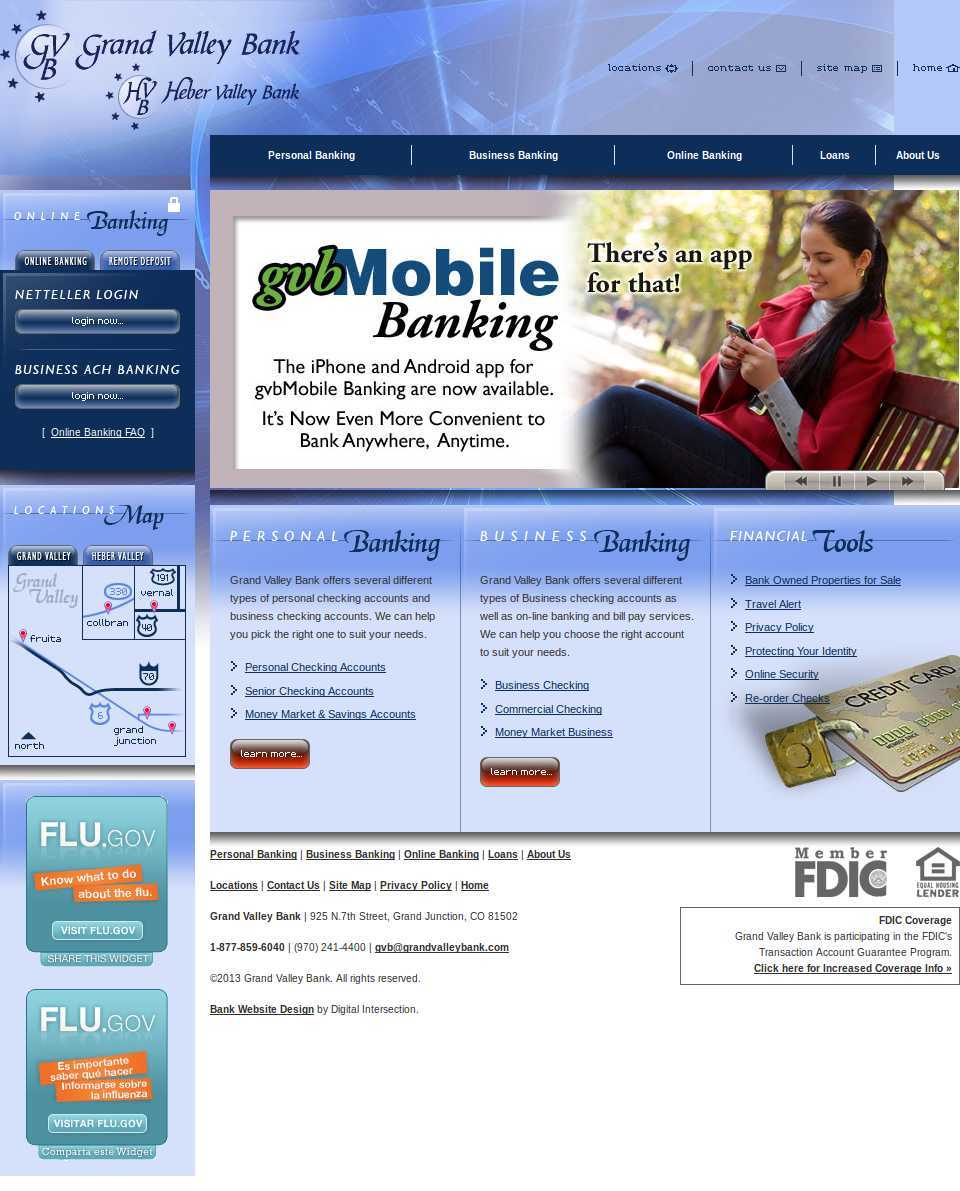 GVB Grand Valley Bank
HVB Heber Valley Bank
locations
contact us
site map
home
Personal Banking
Business Banking
Online Banking
Loans
About Us
ONLINE Banking
ONLINE BANKING
REMOTE DEPOSIT
NETTELLER LOGIN
login now...
BUSINESS ACH BANKING
login now...
[ Online Banking FAQ ]
gvbMobile
Banking
The iPhone and Android app for
gvbMobile Banking are now available.
It's Now Even More Convenient to
Bank Anywhere, Anytime.
There's an app
for that!
LOCATIONS Map
GRAND VALLEY
HEBER VALLEY
Grand
Valley
330
191
vernal
collbran
40
fruita
70
6
grand
junction
north
PERSONAL Banking
Grand Valley Bank offers several different
types of personal checking accounts and
business checking accounts. We can help
you pick the right one to suit your needs.
Personal Checking Accounts
Senior Checking Accounts
Money Market & Savings Accounts
learn more...
BUSINESS Banking
Grand Valley Bank offers several different
types of Business checking accounts as
well as on-line banking and bill pay services.
We can help you choose the right account
to suit your needs.
Business Checking
Commercial Checking
Money Market Business
learn more...
FINANCIAL Tools
Bank Owned Properties for Sale
Travel Alert
Privacy Policy
Protecting Your Identity
Online Security
Re-order Checks
CREDIT CARD
FLU.GOV
Know what to do
about the flu.
VISIT FLU.GOV
SHARE THIS WIDGET
FLU.GOV
Es importante
saber qué hacer
Informarse sobre
la influenza
VISITAR FLU.GOV
Comparta este Widget
Personal Banking | Business Banking | Online Banking | Loans | About Us
Locations | Contact Us | Site Map | Privacy Policy | Home
Grand Valley Bank | 925 N.7th Street, Grand Junction, CO 81502
1-877-859-6040 | (970) 241-4400 | gvb@grandvalleybank.com
©2013 Grand Valley Bank. All rights reserved.
Bank Website Design by Digital Intersection.
Member
FDIC
EQUAL HOUSING
LENDER
FDIC Coverage
Grand Valley Bank is participating in the FDIC's
Transaction Account Guarantee Program.
Click here for Increased Coverage Info »